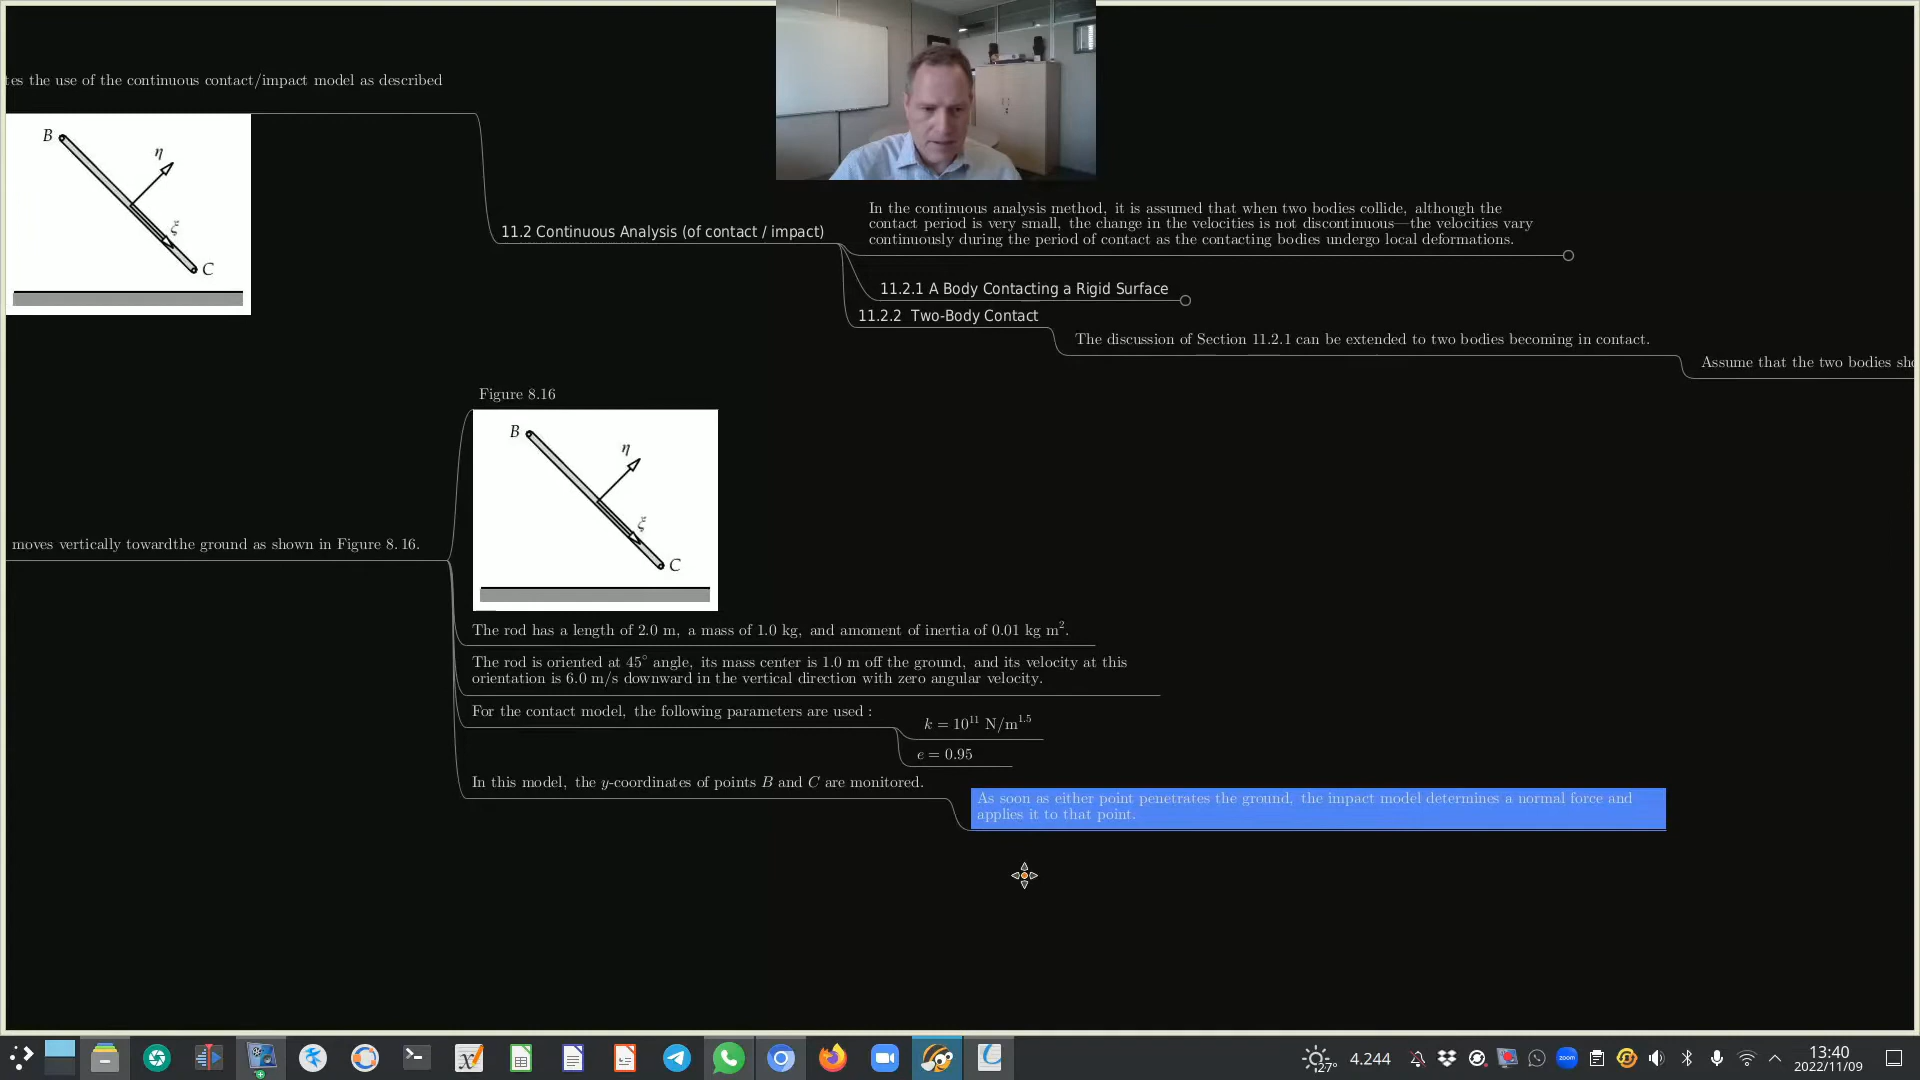 tes the use of the continuous contact/impact model as described
B
η
ξ
C
11.2 Continuous Analysis (of contact / impact)
In the continuous analysis method, it is assumed that when two bodies collide, although the
contact period is very small, the change in the velocities is not discontinuous—the velocities vary
continuously during the period of contact as the contacting bodies undergo local deformations.
11.2.1 A Body Contacting a Rigid Surface
11.2.2 Two-Body Contact
The discussion of Section 11.2.1 can be extended to two bodies becoming in contact.
Assume that the two bodies sho
Figure 8.16
B
η
ξ
C
moves vertically towardthe ground as shown in Figure 8.16.
The rod has a length of 2.0 m, a mass of 1.0 kg, and amoment of inertia of 0.01 kg m².
The rod is oriented at 45° angle, its mass center is 1.0 m off the ground, and its velocity at this
orientation is 6.0 m/s downward in the vertical direction with zero angular velocity.
For the contact model, the following parameters are used :
k = 10^11 N/m^1.5
e = 0.95
In this model, the y-coordinates of points B and C are monitored.
As soon as either point penetrates the ground, the impact model determines a normal force and
applies it to that point.
27°
4.244
zoom
13:40
2022/11/09